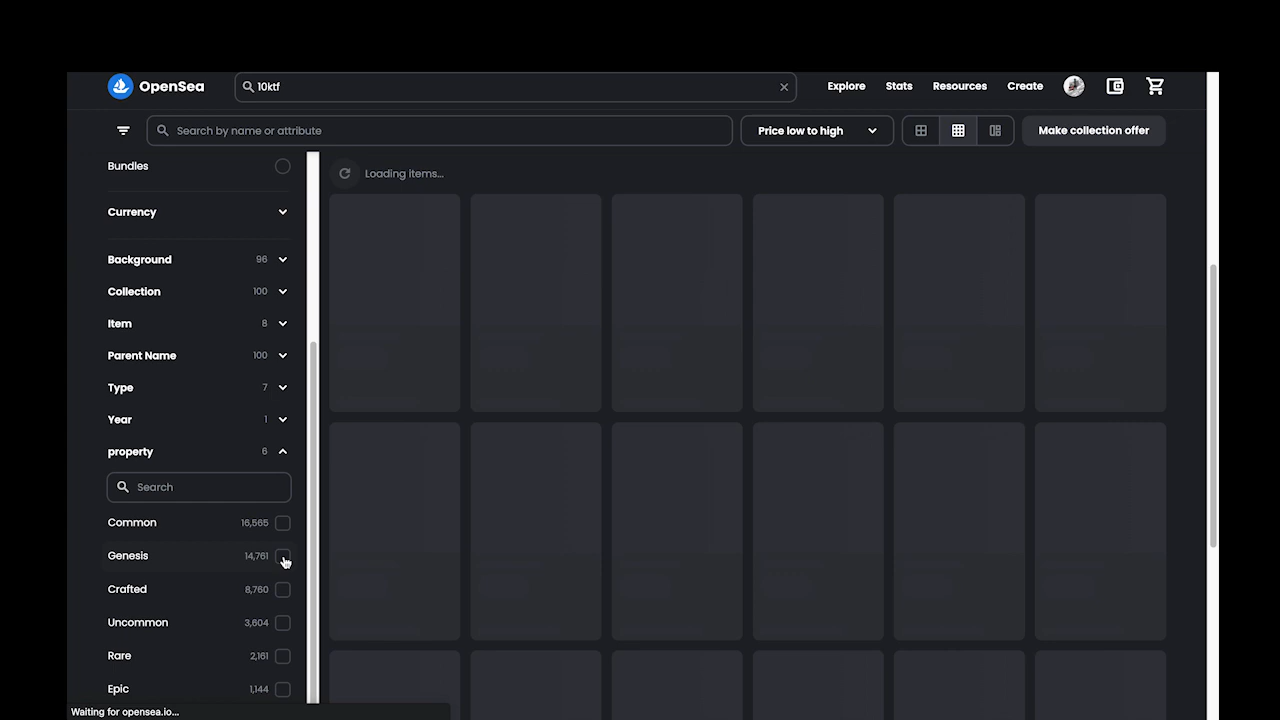 OpenSea
10ktf
Explore
Stats
Resources
Create
Search by name or attribute
Price low to high
Make collection offer
Bundles
Loading items...
Currency
Background 96
Collection 100
Item 8
Parent Name 100
Type 7
Year 1
property 6
Search
Common 16,565
Genesis 14,761
Crafted 8,760
Uncommon 3,604
Rare 2,161
Epic 1,144
Waiting for opensea.io...